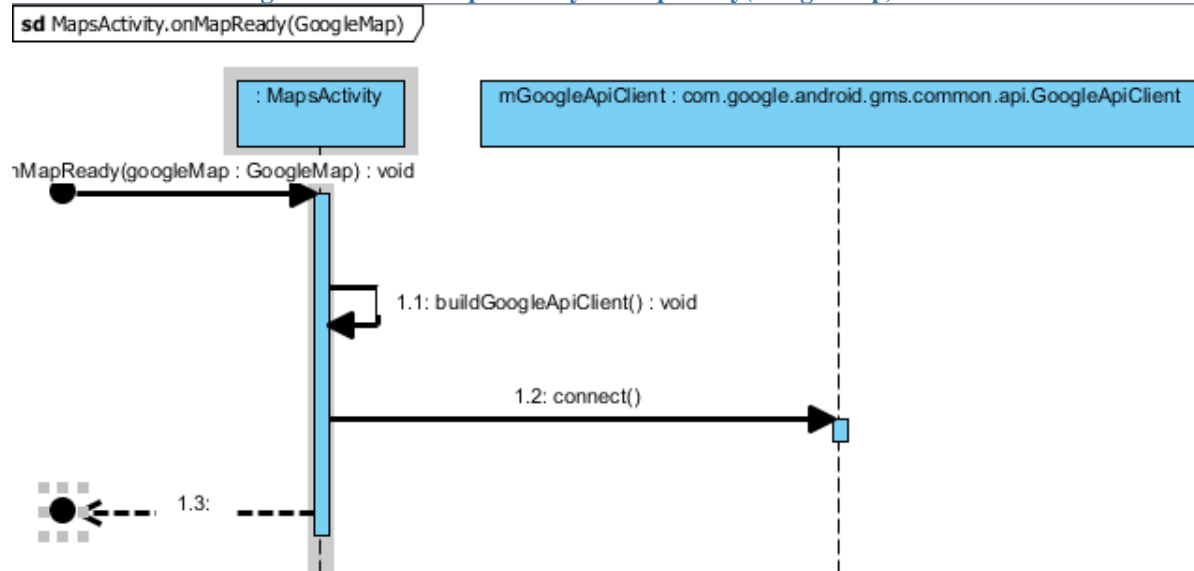 sd MapsActivity.onMapReady(GoogleMap)
: MapsActivity
mGoogleApiClient : com.google.android.gms.common.api.GoogleApiClient
MapReady(googleMap : GoogleMap) : void
1.1: buildGoogleApiClient() : void
1.2: connect()
1.3: